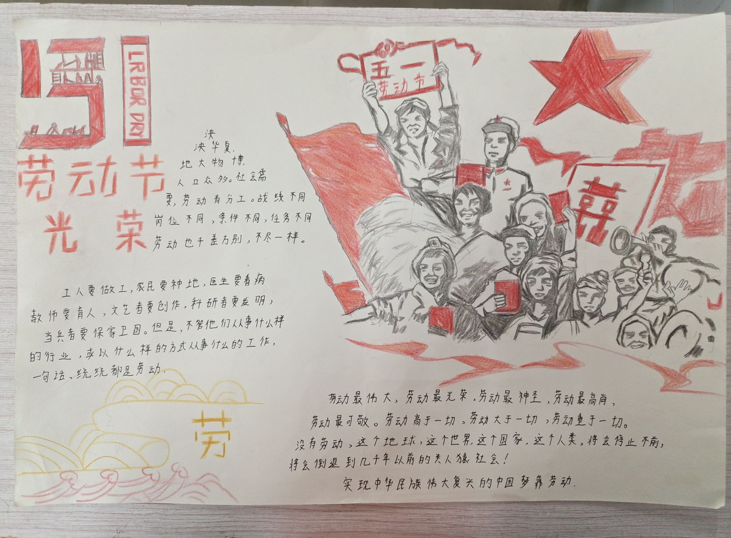 51
LRBOR DAY
劳动节
光荣
五一
劳动节
囍
泱
泱华夏,
地大物博
人口众多。社会需
要,劳动有分工。战线不同
岗位不同,条件不同,任务不同
劳动也千差万别,不尽一样。
工人要做工,农民要种地,医生要看病
教师要育人,文艺者要创作,科研者要发明,
当兵者要保家卫国。但是,不管他们从事什么样
的行业,或以什么样的方式从事什么的工作,
一句话,统统都是劳动.
劳
劳动最伟大,劳动最光荣,劳动最神圣,劳动最高尚,
劳动最可敬。劳动高于一切、劳动大于一切,劳动重于一切。
没有劳动,这个地球,这个世界,这个国家,这个人类,将会停止不前,
将会倒退到几千年以前的类人猿社会!
实现中华民族伟大复兴的中国梦靠劳动.